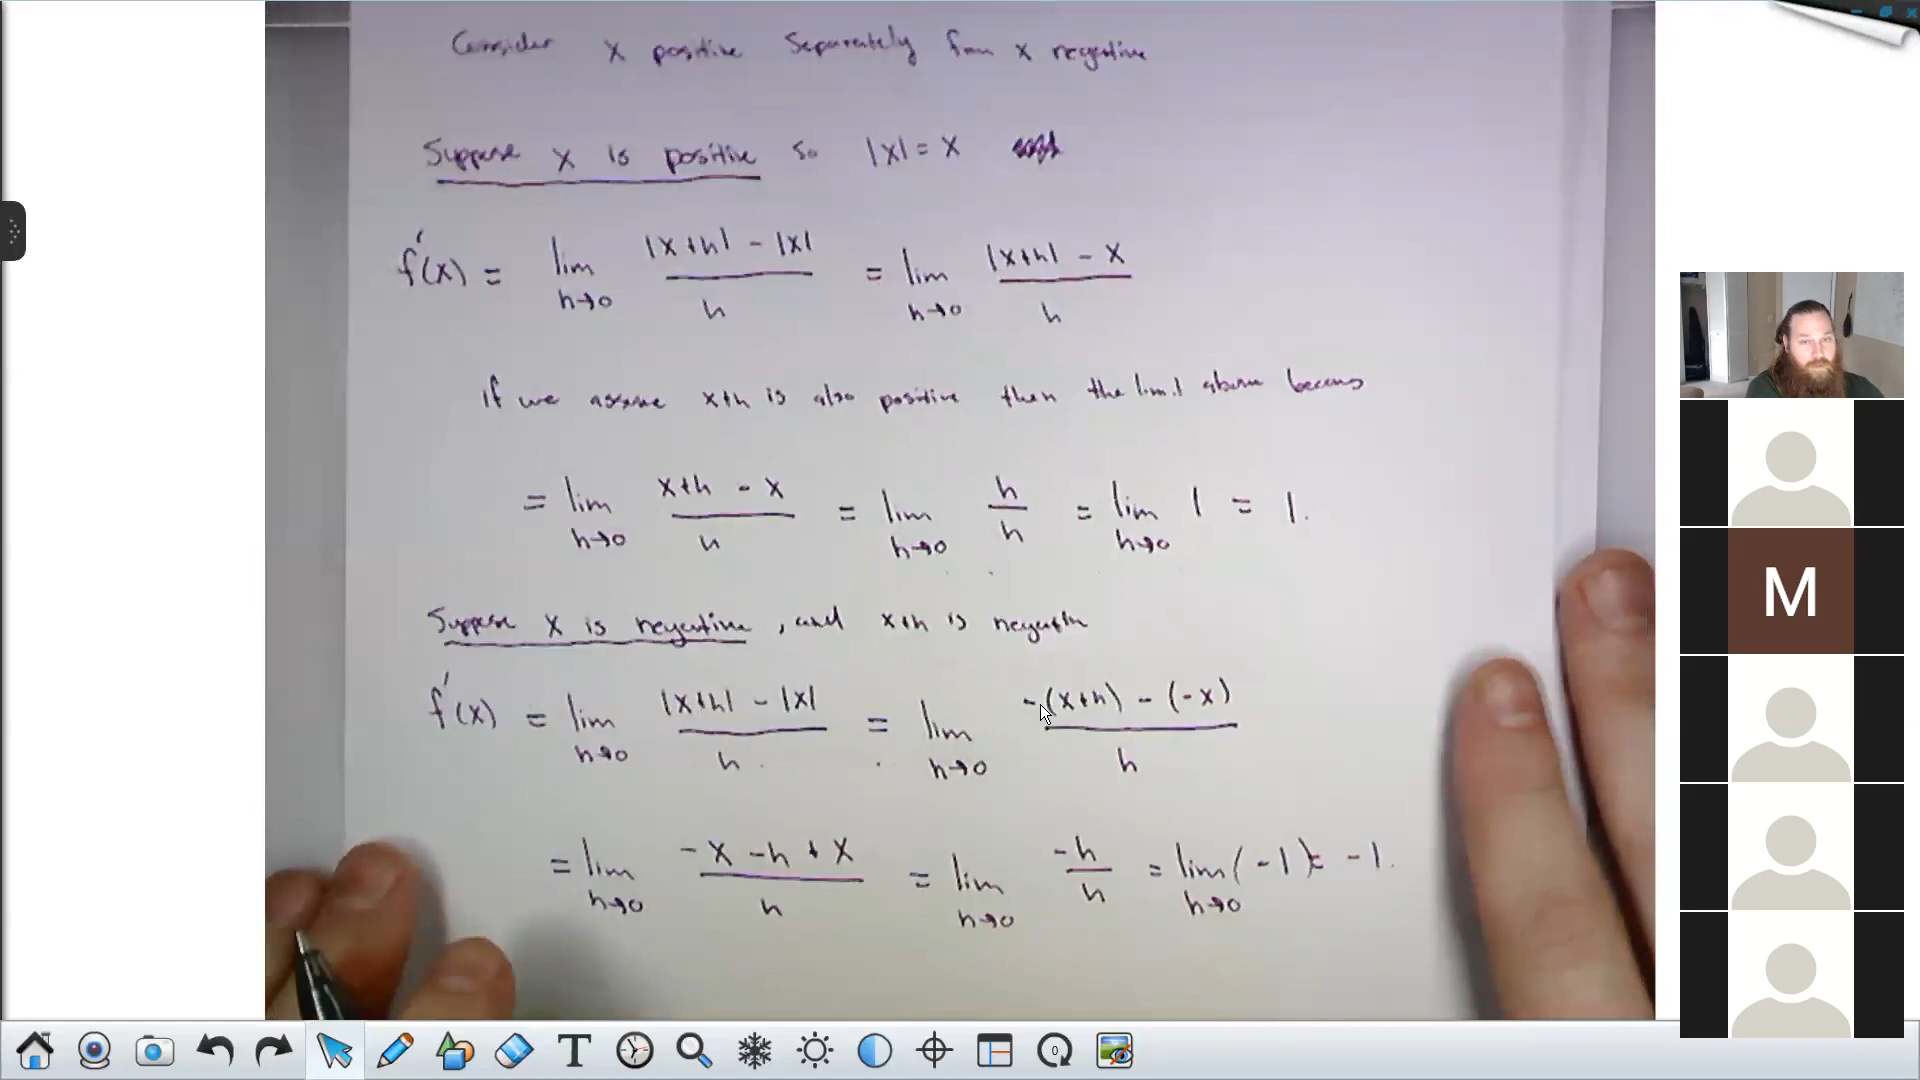 Consider x positive separately from x negative
Suppose x is positive so |x| = x
f'(x) = lim h→0 |x+h| - |x| / h = lim h→0 |x+h| - x / h
if we assume x+h is also positive then the limit above becomes
= lim h→0 x+h - x / h = lim h→0 h / h = lim h→0 1 = 1.
Suppose x is negative, and x+h is negative
f'(x) = lim h→0 |x+h| - |x| / h = lim h→0 -(x+h) - (-x) / h
= lim h→0 -x -h + x / h = lim h→0 -h / h = lim h→0 (-1) = -1.
M
T
0